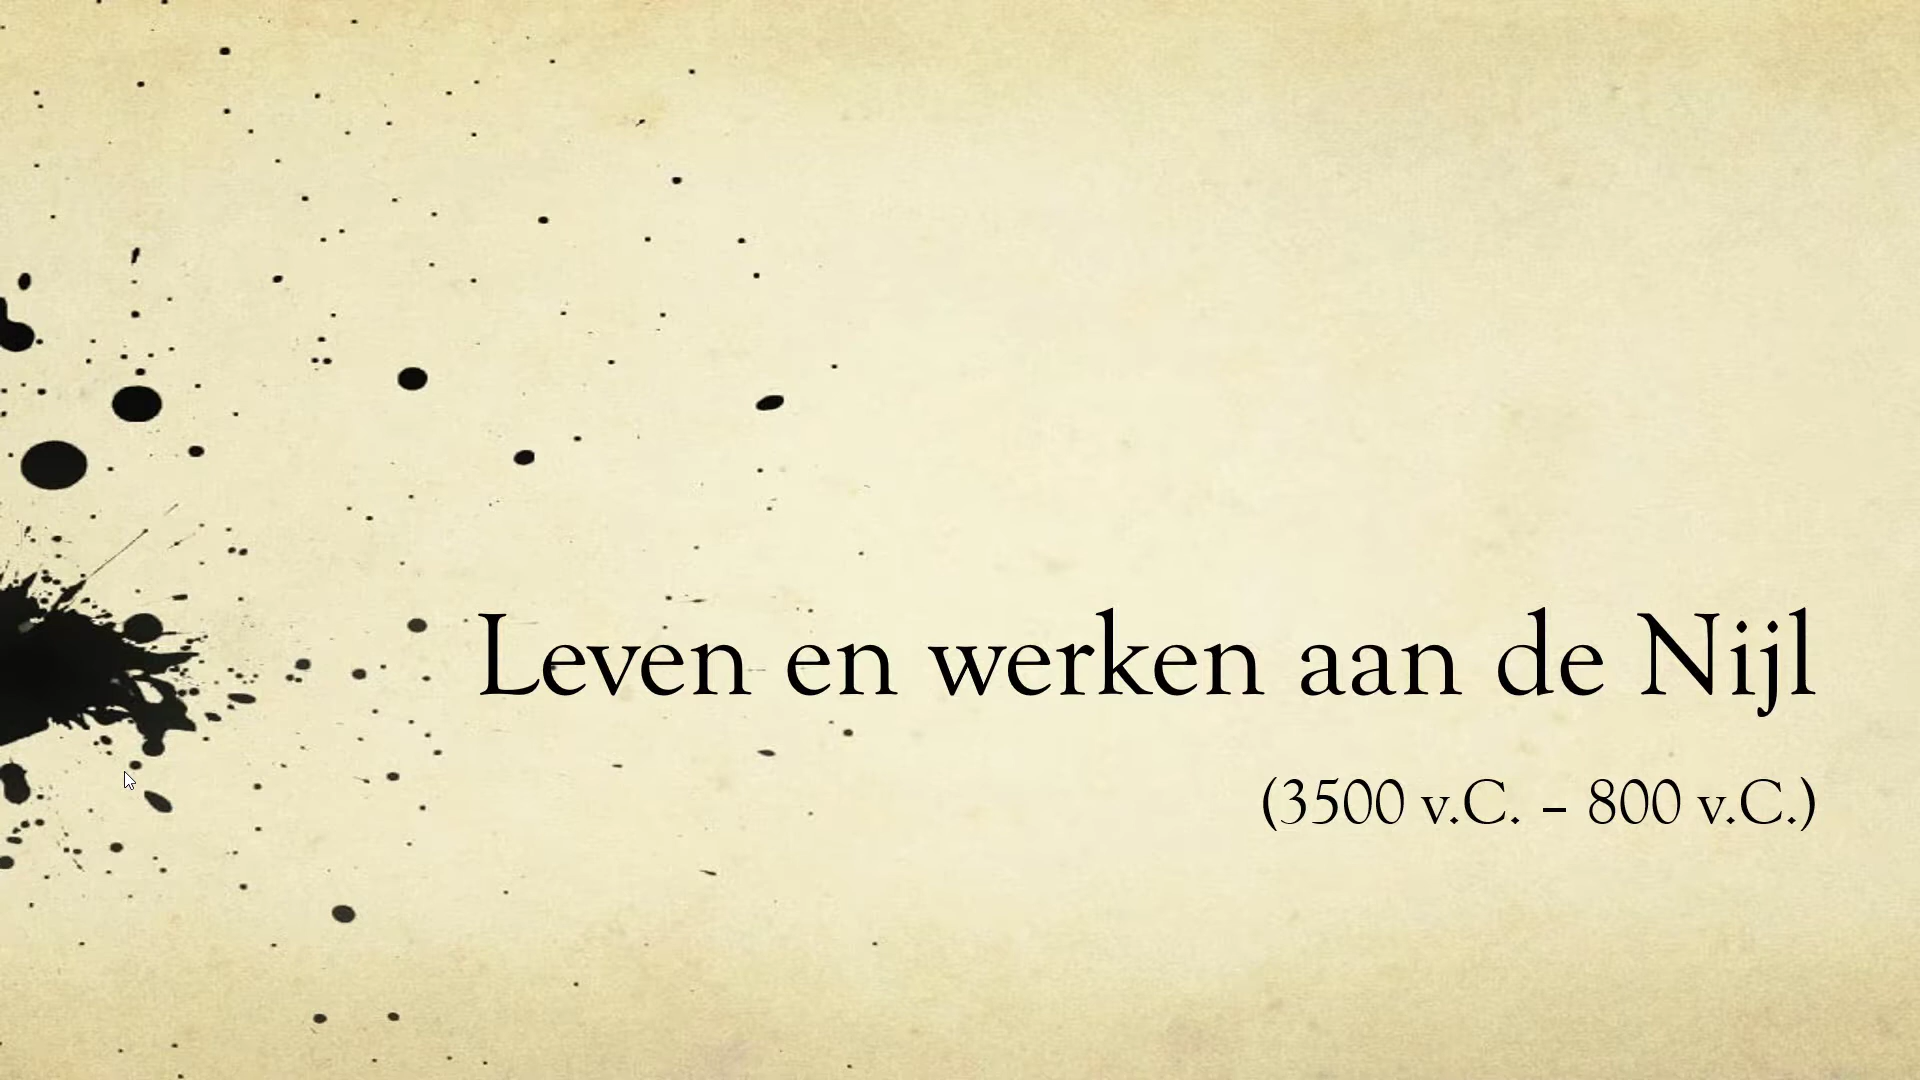 Leven en werken aan de Nijl
(3500 v.C. – 800 v.C.)